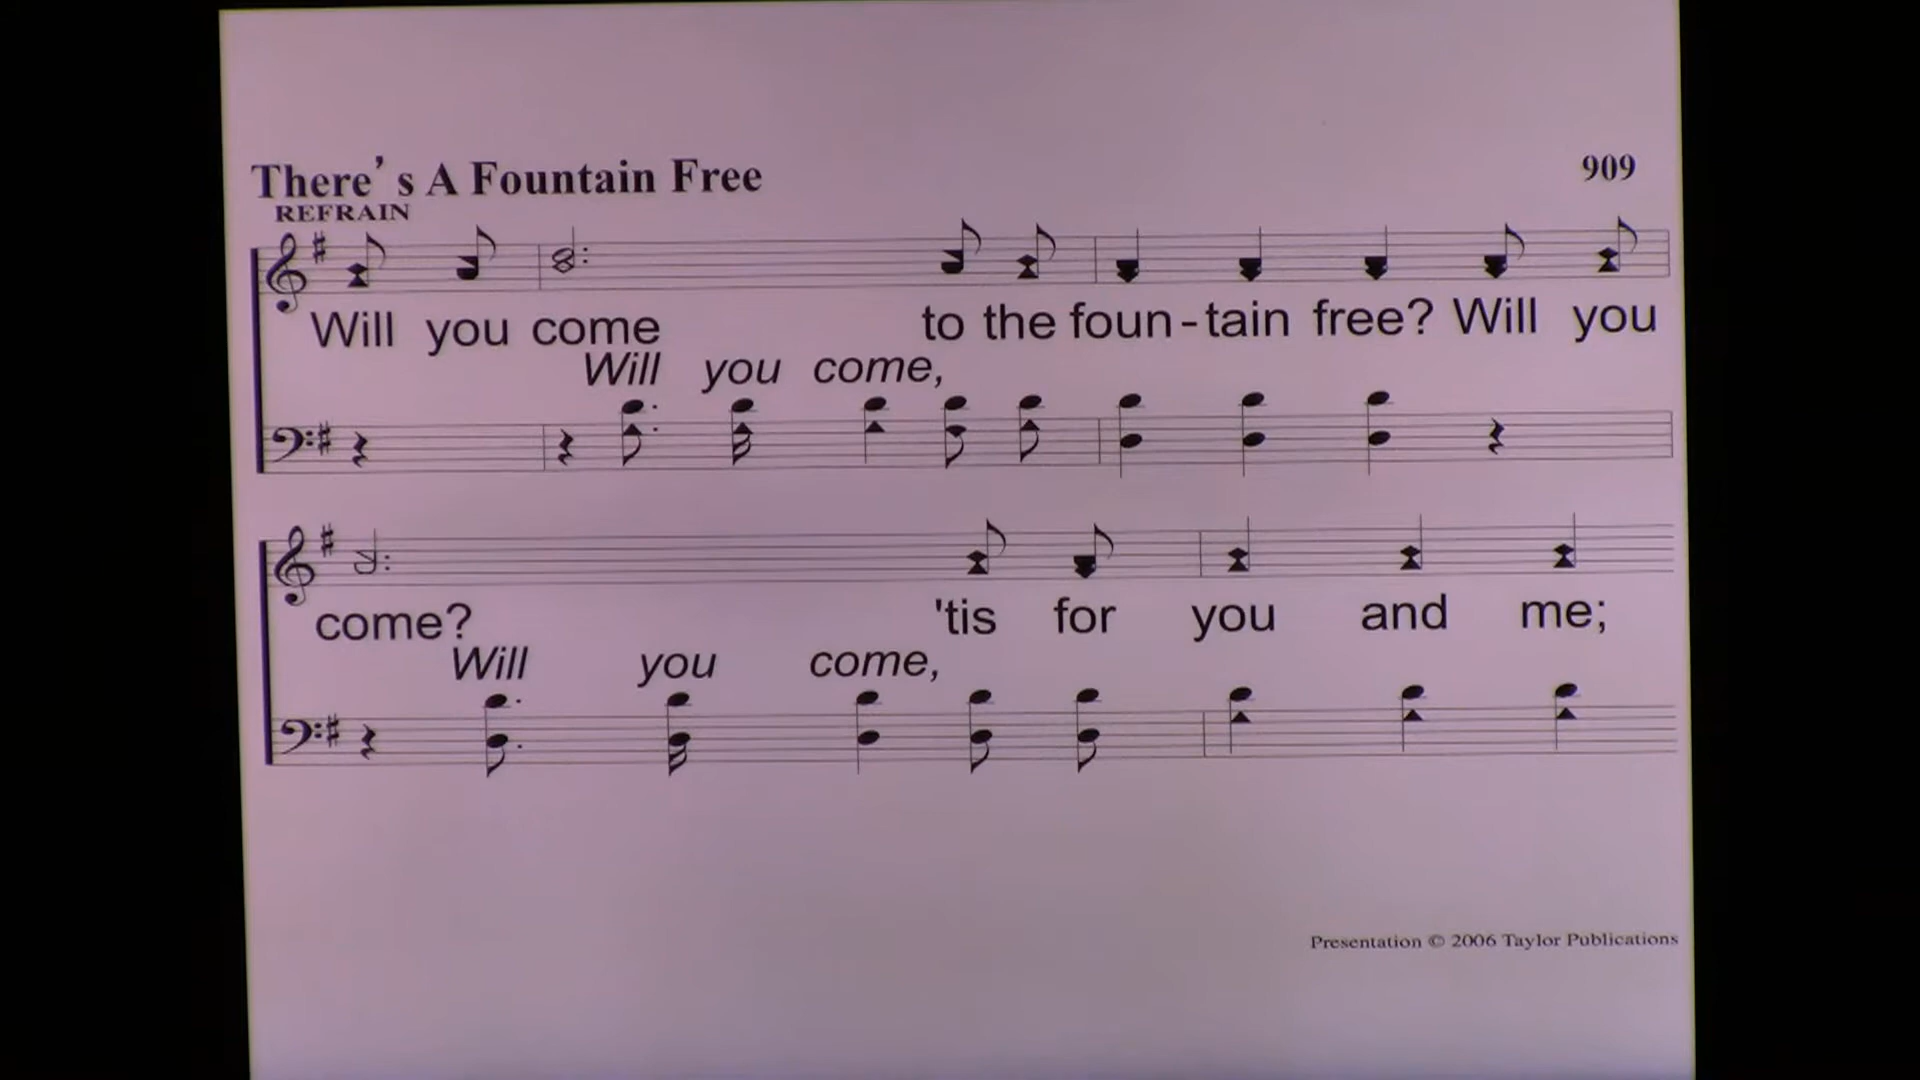 There's A Fountain Free 909
REFRAIN
Will you come to the foun-tain free? Will you
Will you come,
come? 'tis for you and me;
Will you come,
Presentation © 2006 Taylor Publications